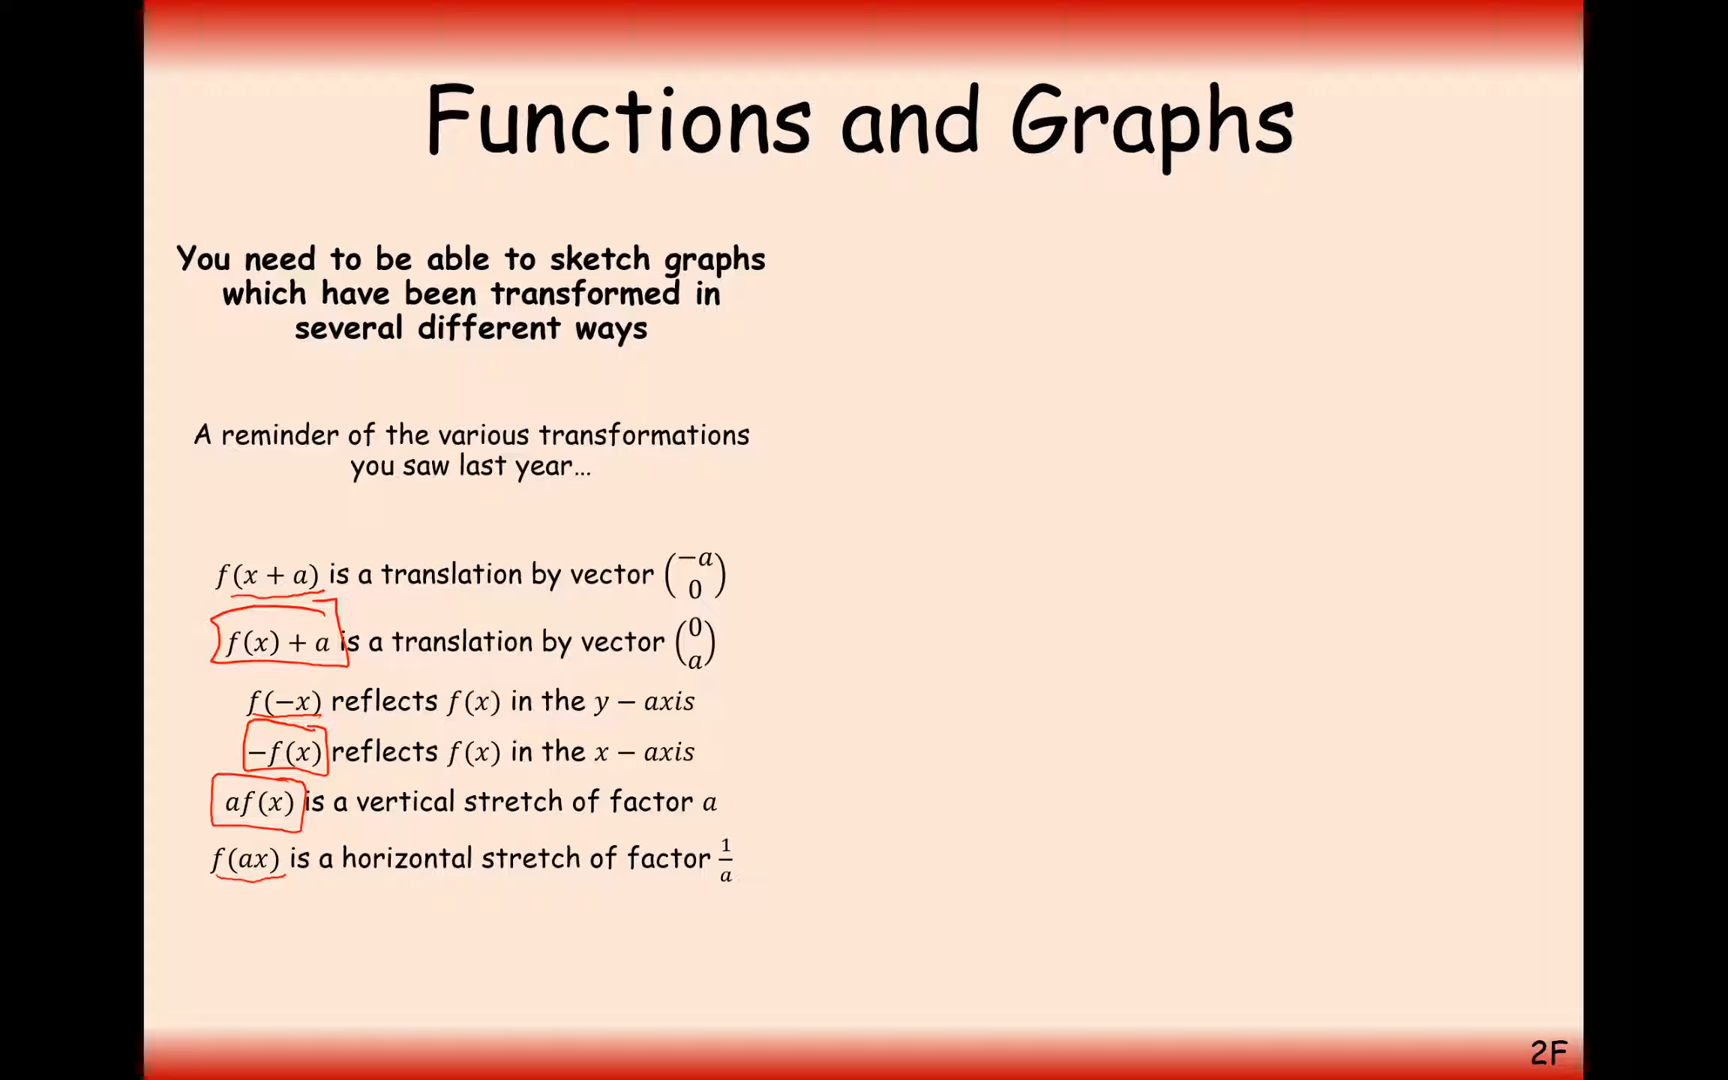 Functions and Graphs
You need to be able to sketch graphs
which have been transformed in
several different ways
A reminder of the various transformations
you saw last year...
f(x + a) is a translation by vector (−a 0)
f(x) + a is a translation by vector (0 a)
f(−x) reflects f(x) in the y − axis
−f(x) reflects f(x) in the x − axis
af(x) is a vertical stretch of factor a
f(ax) is a horizontal stretch of factor 1/a
2F